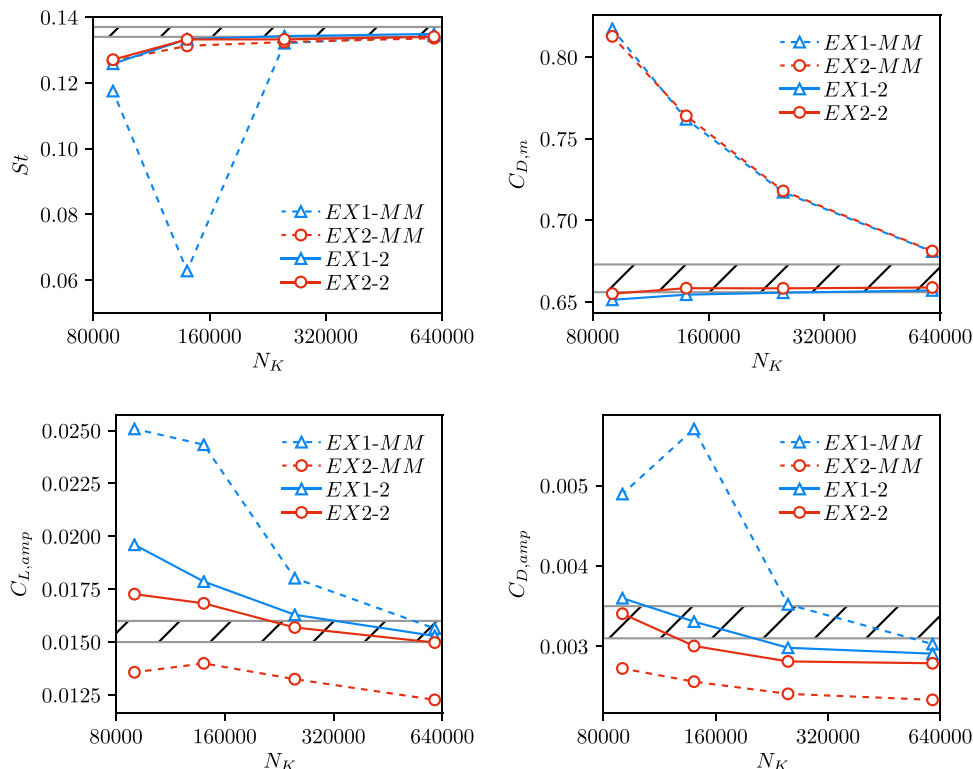 0.14
0.12
0.10
0.08
0.06
St
EX1-MM
EX2-MM
EX1-2
EX2-2
80000 160000 320000 640000
N_K
0.80
0.75
0.70
0.65
C_{D,m}
EX1-MM
EX2-MM
EX1-2
EX2-2
80000 160000 320000 640000
N_K
0.0250
0.0225
0.0200
0.0175
0.0150
0.0125
C_{L,amp}
EX1-MM
EX2-MM
EX1-2
EX2-2
80000 160000 320000 640000
N_K
0.005
0.004
0.003
C_{D,amp}
EX1-MM
EX2-MM
EX1-2
EX2-2
80000 160000 320000 640000
N_K